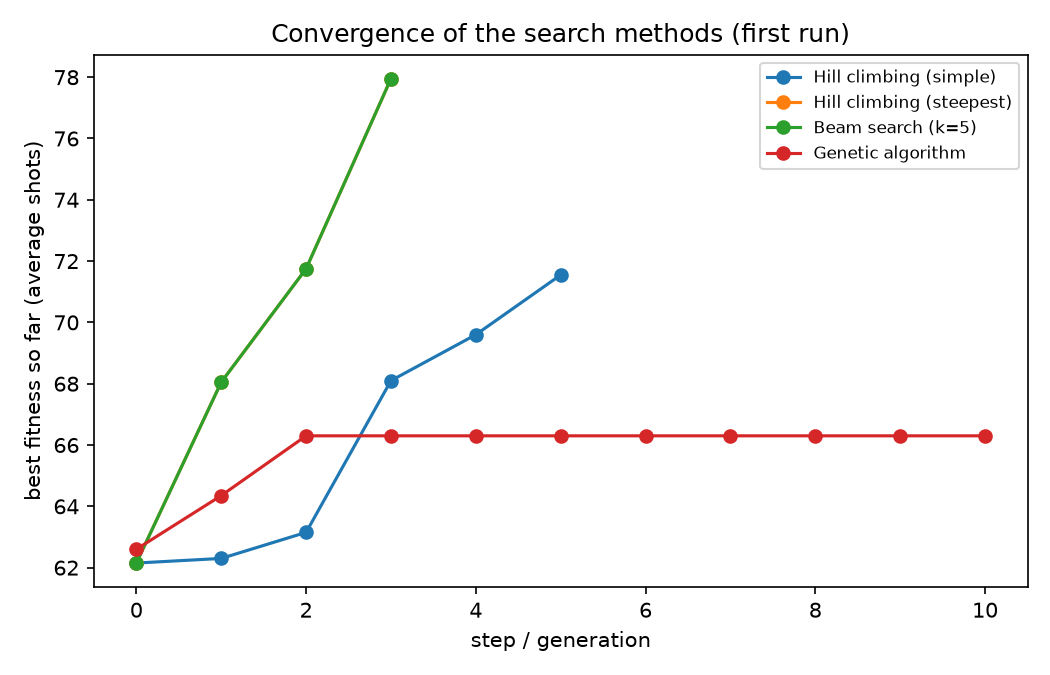 Convergence of the search methods (first run)
Hill climbing (simple)
Hill climbing (steepest)
Beam search (k=5)
Genetic algorithm
best fitness so far (average shots)
78
76
74
72
70
68
66
64
62
0
2
4
6
8
10
step / generation